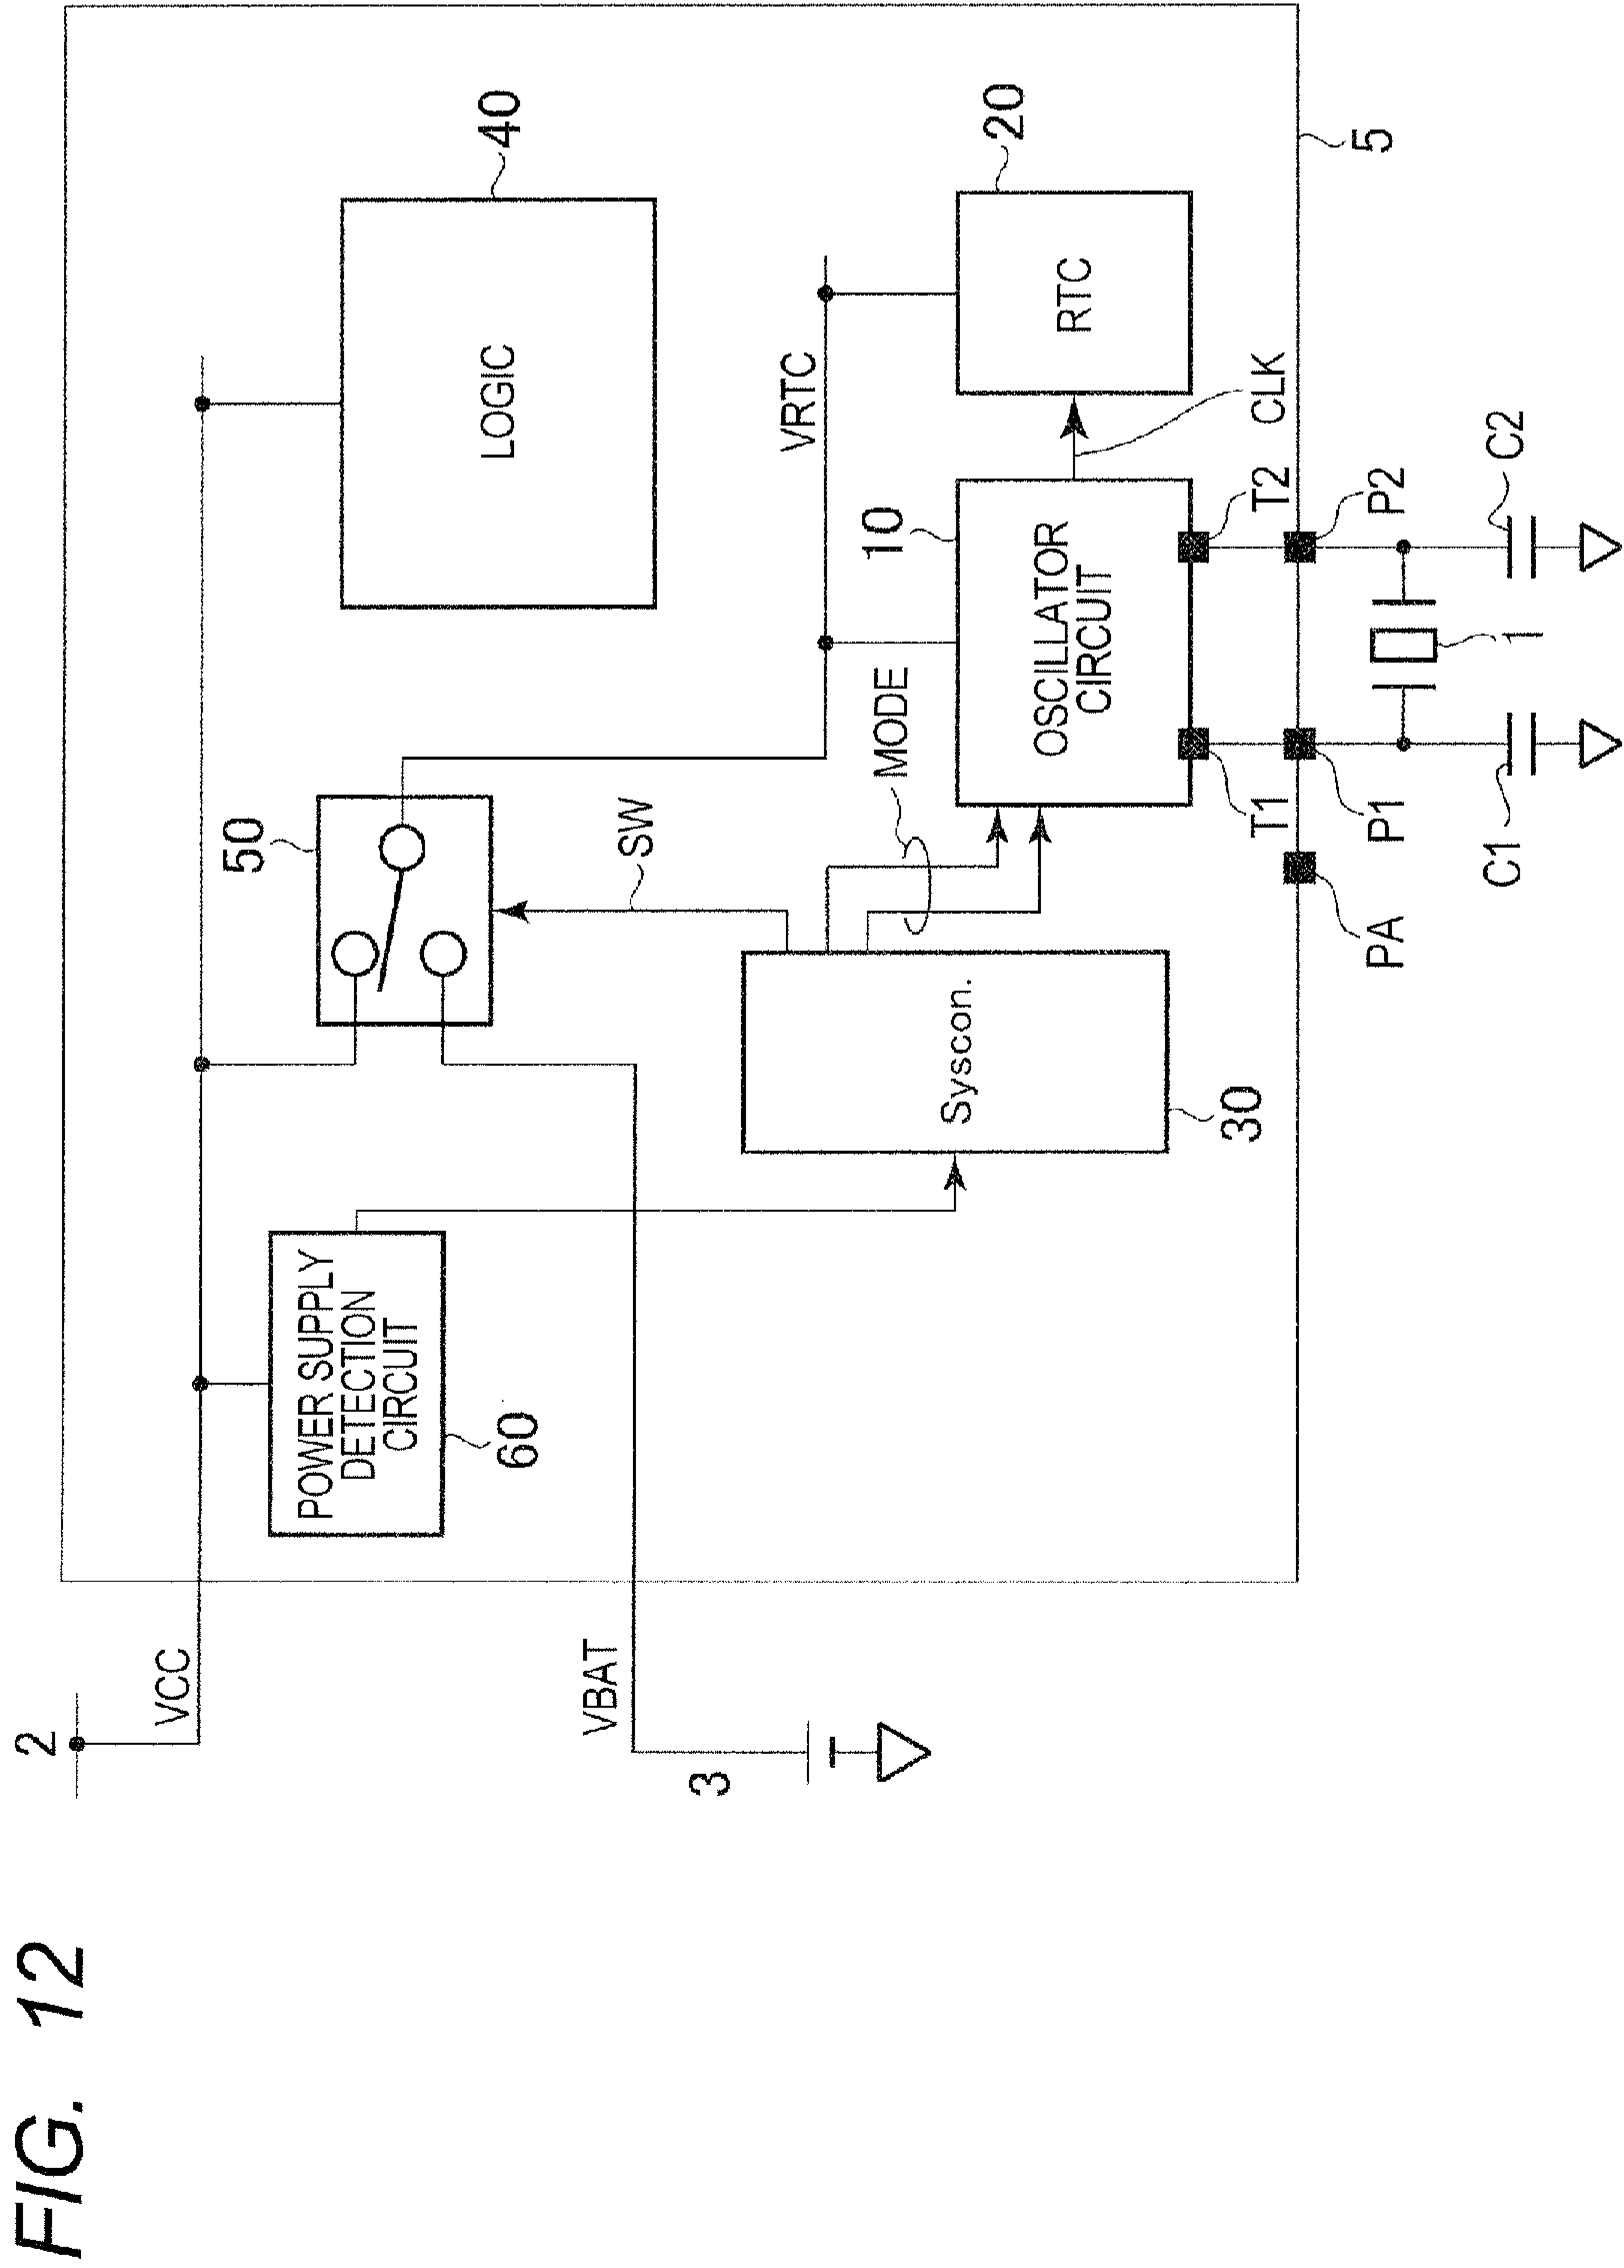 FIG. 12
2
VCC
VBAT
3
POWER SUPPLY
DETECTION
CIRCUIT
60
50
SW
Syscon.
30
MODE
LOGIC
40
VRTC
10
OSCILLATOR
CIRCUIT
RTC
20
CLK
T1
T2
5
PA
P1
P2
C1
1
C2